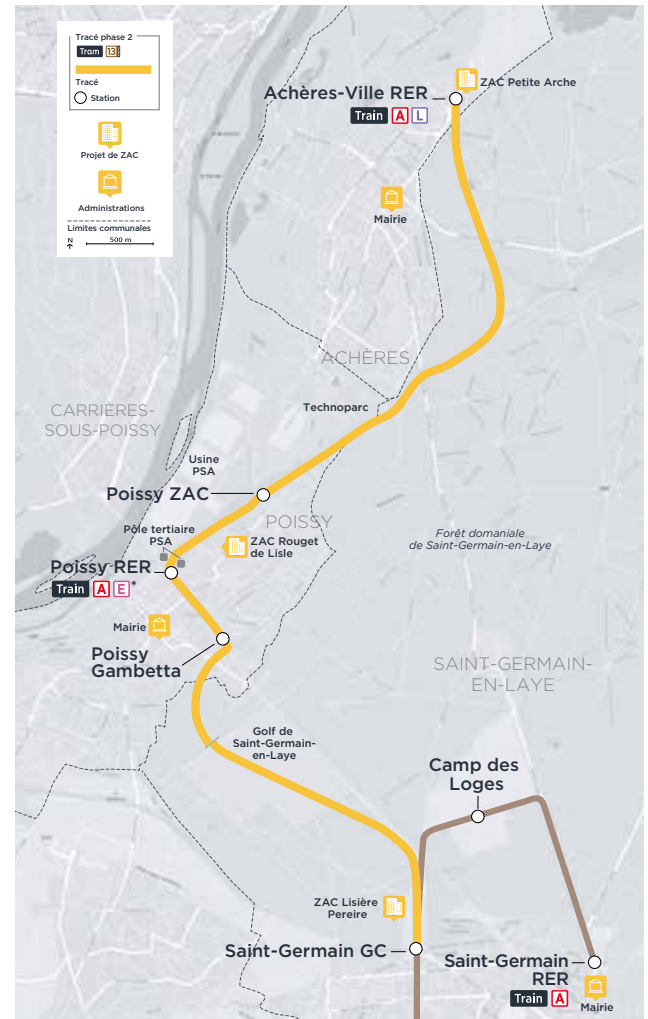 Tracé phase 2
Tram 13
Tracé
Station
Projet de ZAC
Administrations
Limites communales
N
500 m
ZAC Petite Arche
Achères-Ville RER
Train A L
Mairie
ACHÈRES
CARRIÈRES-
SOUS-POISSY
Technoparc
Usine
PSA
Poissy ZAC
POISSY
Pôle tertiaire
PSA
ZAC Rouget
de Lisle
Forêt domaniale
de Saint-Germain-en-Laye
Poissy RER
Train A E*
Mairie
Poissy
Gambetta
SAINT-GERMAIN-
EN-LAYE
Golf de
Saint-Germain-
en-Laye
Camp des
Loges
ZAC Lisière
Pereire
Saint-Germain GC
Saint-Germain
RER
Train A
Mairie